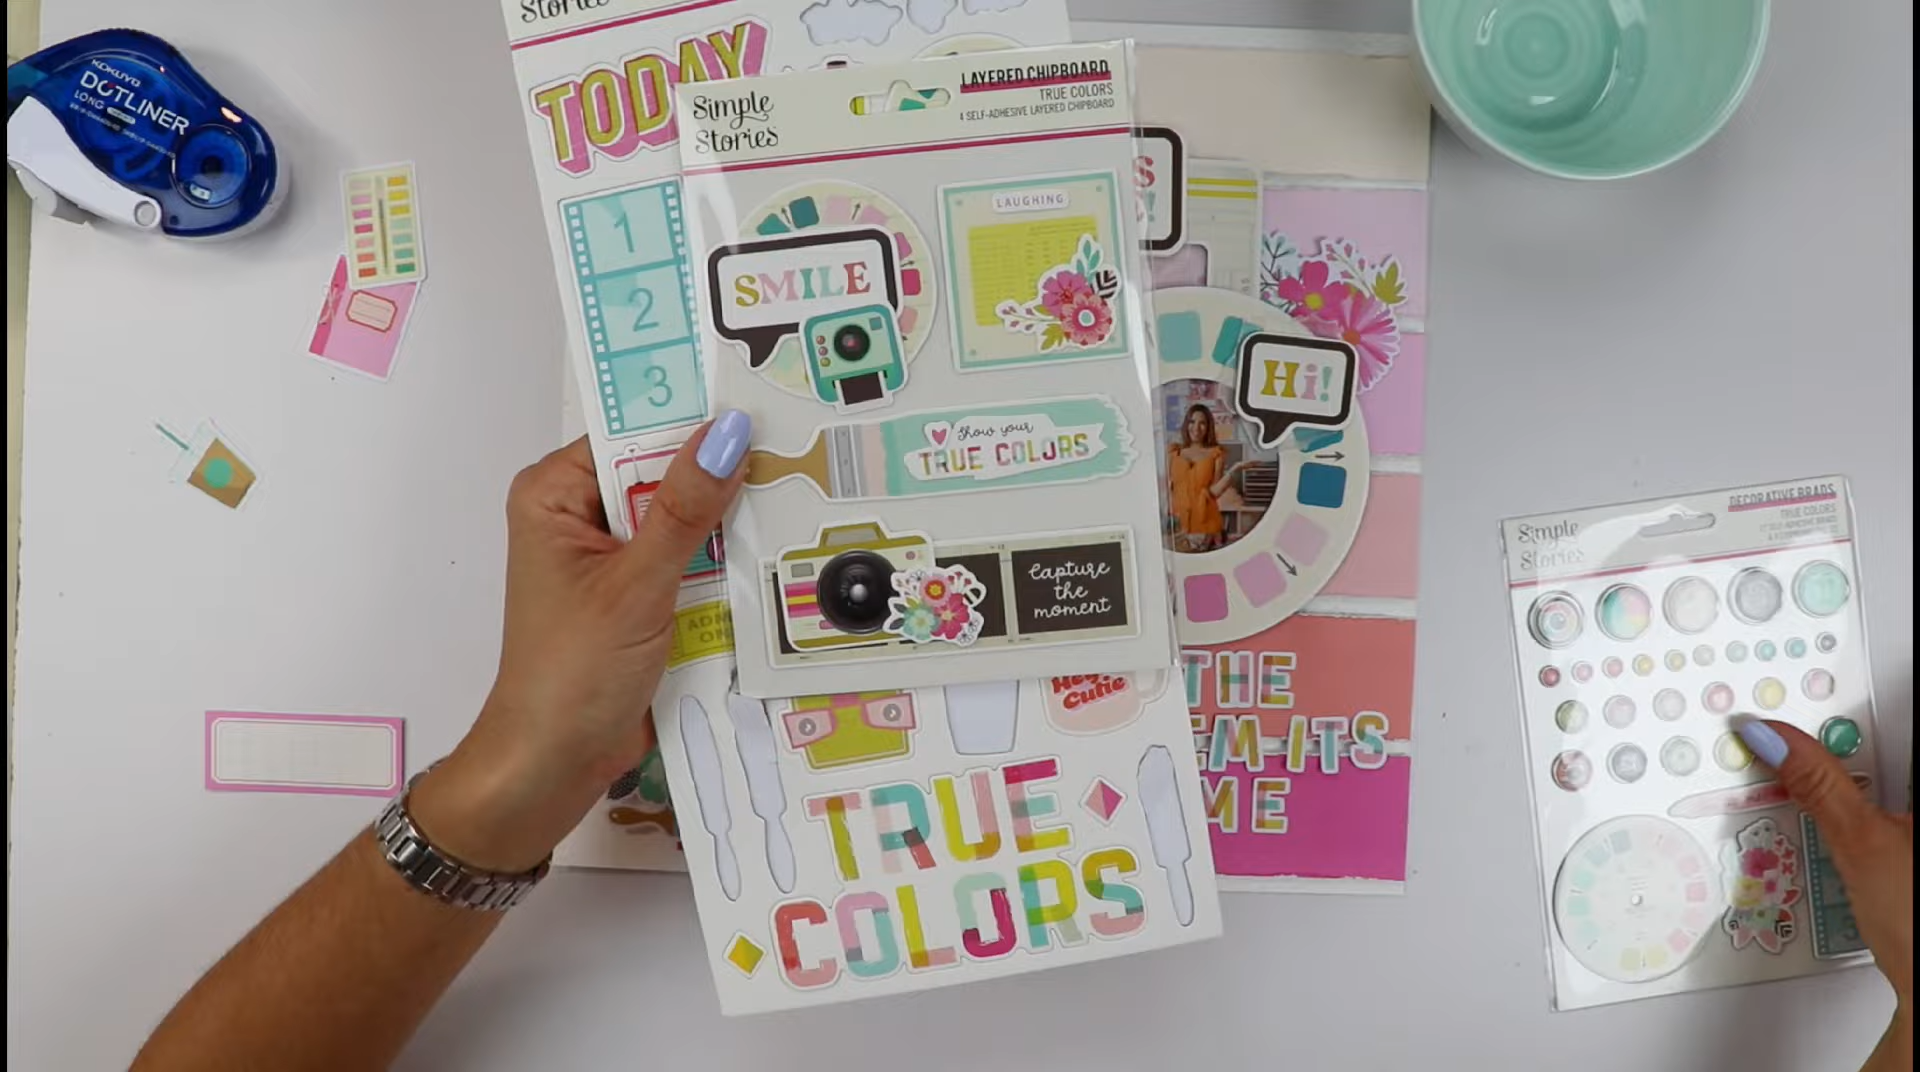 Stories
TODAY
KOKUYO
DOTLINER
LONG
Simple
Stories
LAYERED CHIPBOARD
TRUE COLORS
4 SELF-ADHESIVE LAYERED CHIPBOARD
LAUGHING
SMILE
1
2
3
Show your
TRUE COLORS
Capture
the
moment
Hi!
Hey,
Cutie
THE
EM ITS
ME
TRUE
COLORS
Simple
Stories
DECORATIVE BRADS
TRUE COLORS